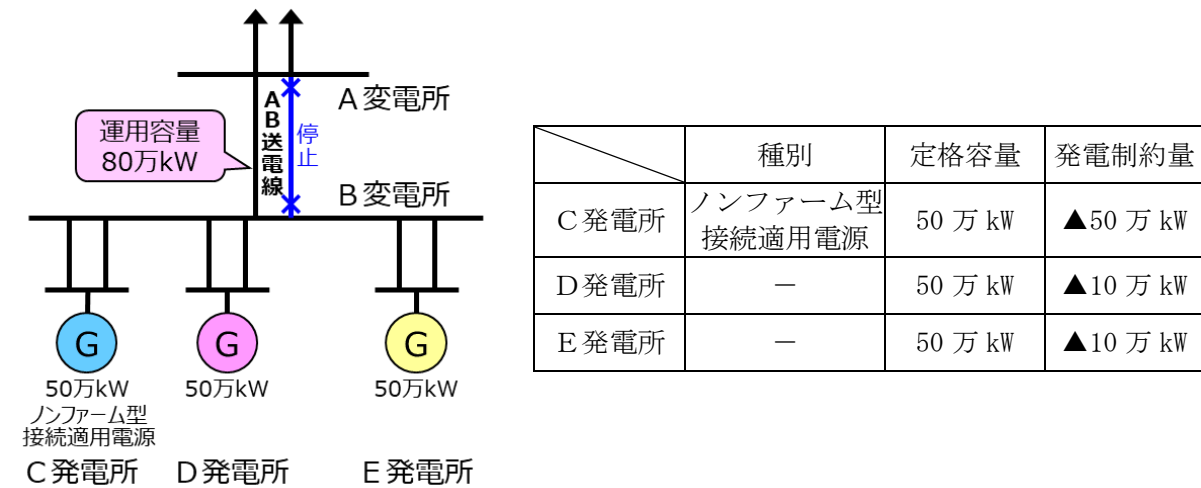 A変電所
AB送電線
停止
運用容量
80万kW
B変電所
G
G
G
50万kW
50万kW
50万kW
ノンファーム型
接続適用電源
C発電所
D発電所
E発電所
種別
定格容量
発電制約量
C発電所
ノンファーム型
接続適用電源
50 万 kW
▲50 万 kW
D発電所
－
50 万 kW
▲10 万 kW
E発電所
－
50 万 kW
▲10 万 kW